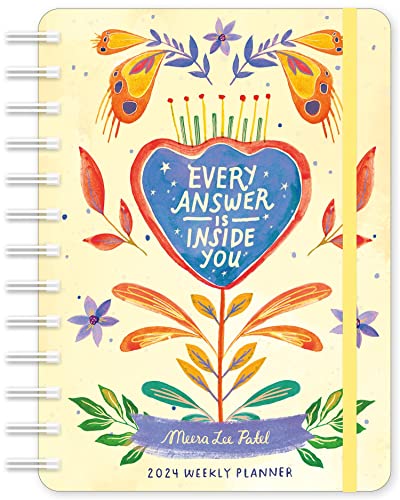 EVERY
ANSWER
IS
INSIDE
YOU
Meera Lee Patel
2024 WEEKLY PLANNER